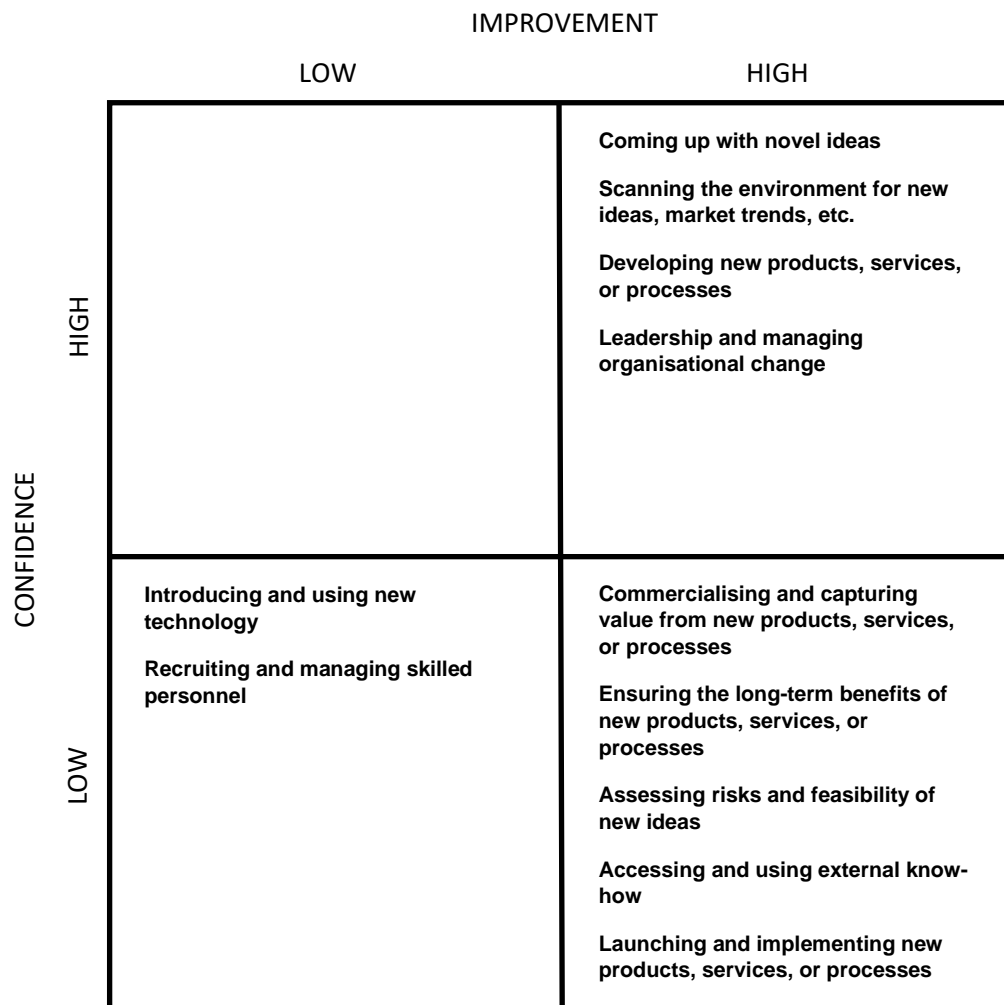 IMPROVEMENT
LOW
HIGH
CONFIDENCE
HIGH
Coming up with novel ideas
Scanning the environment for new
ideas, market trends, etc.
Developing new products, services,
or processes
Leadership and managing
organisational change
LOW
Introducing and using new
technology
Recruiting and managing skilled
personnel
Commercialising and capturing
value from new products, services,
or processes
Ensuring the long-term benefits of
new products, services, or
processes
Assessing risks and feasibility of
new ideas
Accessing and using external know-
how
Launching and implementing new
products, services, or processes